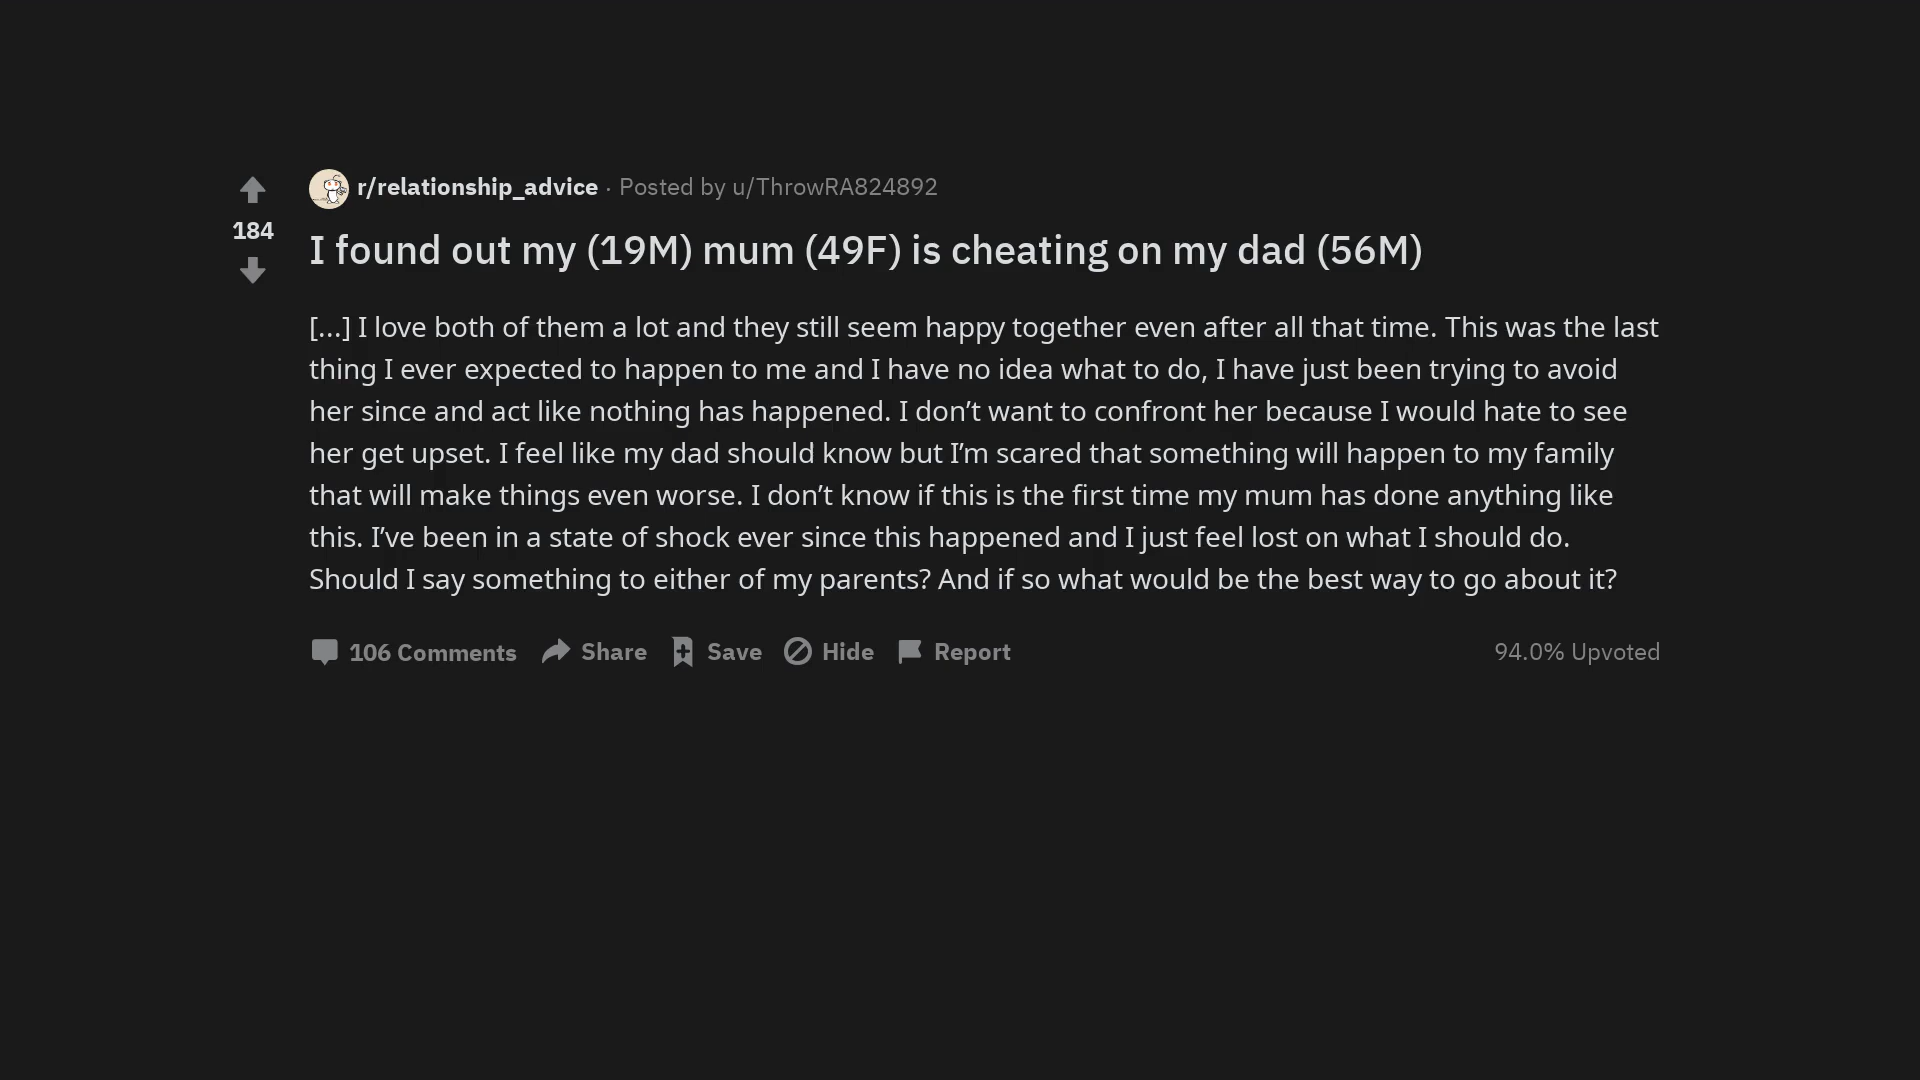 r/relationship_advice · Posted by u/ThrowRA824892
184
I found out my (19M) mum (49F) is cheating on my dad (56M)
[...] I love both of them a lot and they still seem happy together even after all that time. This was the last
thing I ever expected to happen to me and I have no idea what to do, I have just been trying to avoid
her since and act like nothing has happened. I don’t want to confront her because I would hate to see
her get upset. I feel like my dad should know but I’m scared that something will happen to my family
that will make things even worse. I don’t know if this is the first time my mum has done anything like
this. I’ve been in a state of shock ever since this happened and I just feel lost on what I should do.
Should I say something to either of my parents? And if so what would be the best way to go about it?
106 Comments Share Save Hide Report 94.0% Upvoted